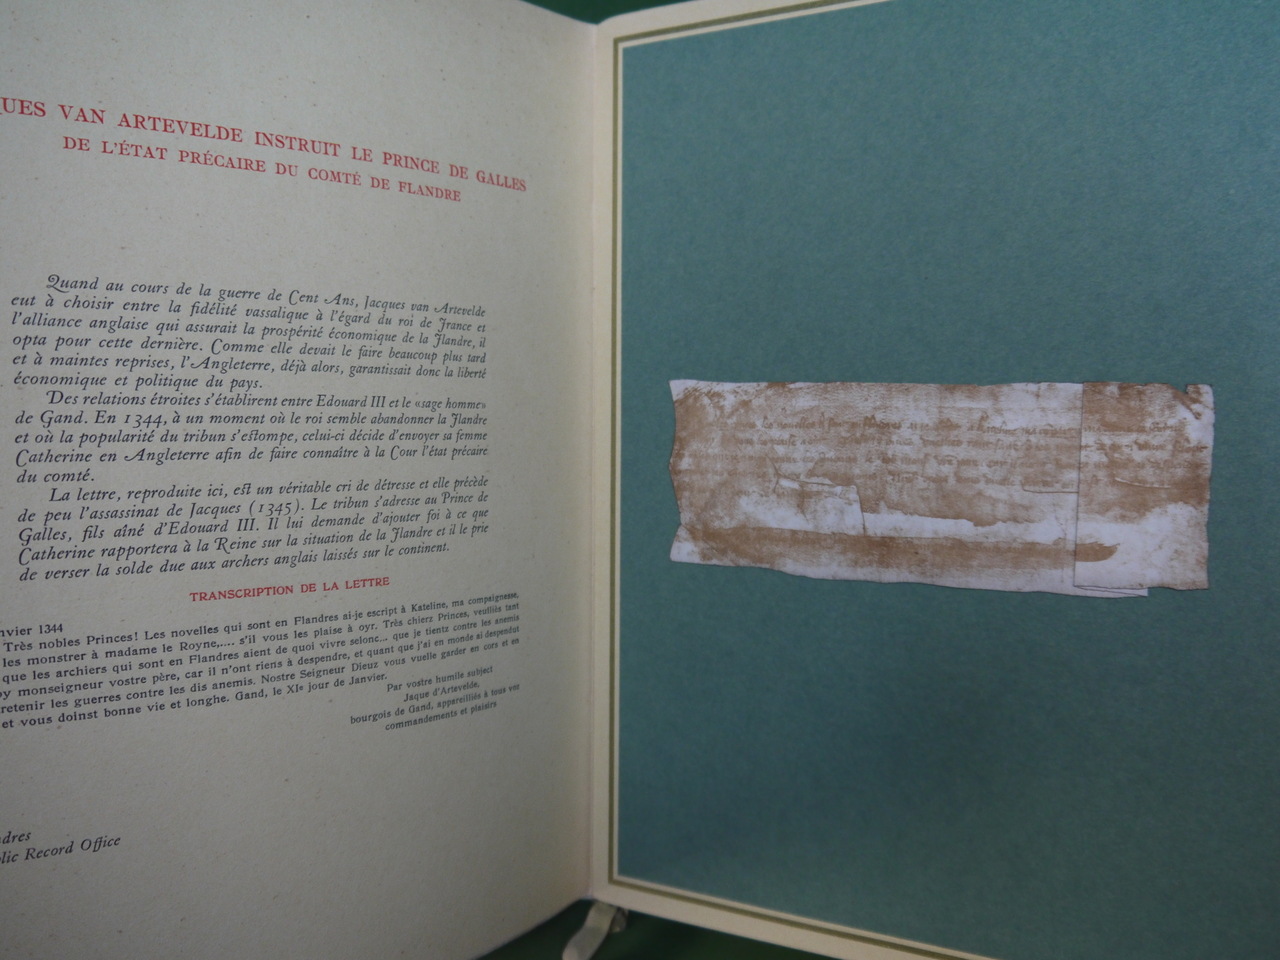 UES VAN ARTEVELDE INSTRUIT LE PRINCE DE GALLES
DE L'ÉTAT PRÉCAIRE DU COMTÉ DE FLANDRE
Quand au cours de la guerre de Cent Ans, Jacques van Artevelde
eut à choisir entre la fidélité vassalique à l'égard du roi de France et
l'alliance anglaise qui assurait la prospérité économique de la Flandre, il
opta pour cette dernière. Comme elle devait le faire beaucoup plus tard
et à maintes reprises, l'Angleterre, déjà alors, garantissait donc la liberté
économique et politique du pays.
Des relations étroites s'établirent entre Edouard III et le «sage homme»
de Gand. En 1344, à un moment où le roi semble abandonner la Flandre
et où la popularité du tribun s'estompe, celui-ci décide d'envoyer sa femme
Catherine en Angleterre afin de faire connaître à la Cour l'état précaire
du comté.
La lettre, reproduite ici, est un véritable cri de détresse et elle précède
de peu l'assassinat de Jacques (1345). Le tribun s'adresse au Prince de
Galles, fils aîné d'Edouard III. Il lui demande d'ajouter foi à ce que
Catherine rapportera à la Reine sur la situation de la Flandre et il le prie
de verser la solde due aux archers anglais laissés sur le continent.
TRANSCRIPTION DE LA LETTRE
nvier 1344
Très nobles Princes! Les novelles qui sont en Flandres ai-je escript à Kateline, ma compaignesse,
les monstrer à madame le Royne,.... s'il vous les plaise à oyr. Très chierz Princes, veulliés tant
que les archiers qui sont en Flandres aient de quoi vivre selonc... que je tientz contre les anemis
oy monseigneur vostre père, car il n'ont riens à despendre, et quant que j'ai en monde ai despendut
retenir les guerres contre les dis anemis. Nostre Seigneur Dieuz vous vuelle garder en cors et en
et vous doinst bonne vie et longhe. Gand, le XIe jour de Janvier.
Par vostre humile subject
Jaque d'Artevelde,
bourgois de Gand, appareilliés à tous voz
commandements et plaisirs
dres
lic Record Office